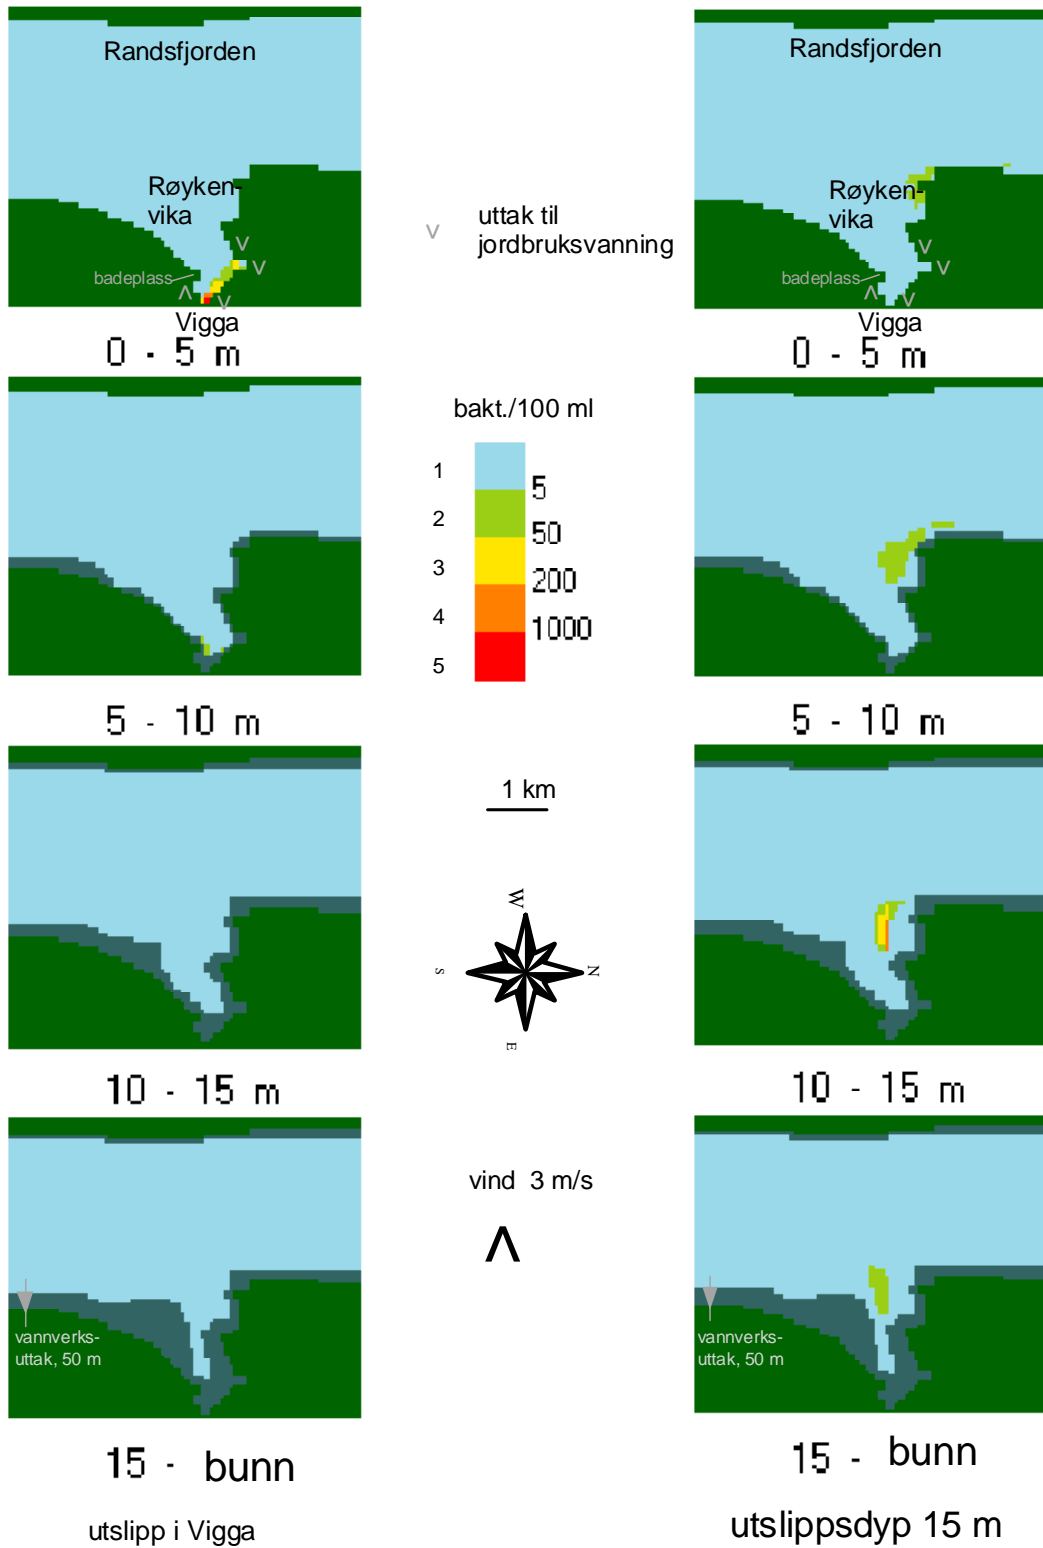 Randsfjorden
Røyken-
vika
badeplass
Vigga
0 - 5 m
v uttak til
jordbruksvanning
Randsfjorden
Røyken-
vika
badeplass
Vigga
0 - 5 m
bakt./100 ml
1
2
3
4
5
5
50
200
1000
5 - 10 m
5 - 10 m
1 km
W
S
N
E
10 - 15 m
10 - 15 m
vind 3 m/s
vannverks-
uttak, 50 m
vannverks-
uttak, 50 m
15 - bunn
15 - bunn
utslipp i Vigga
utslippsdyp 15 m